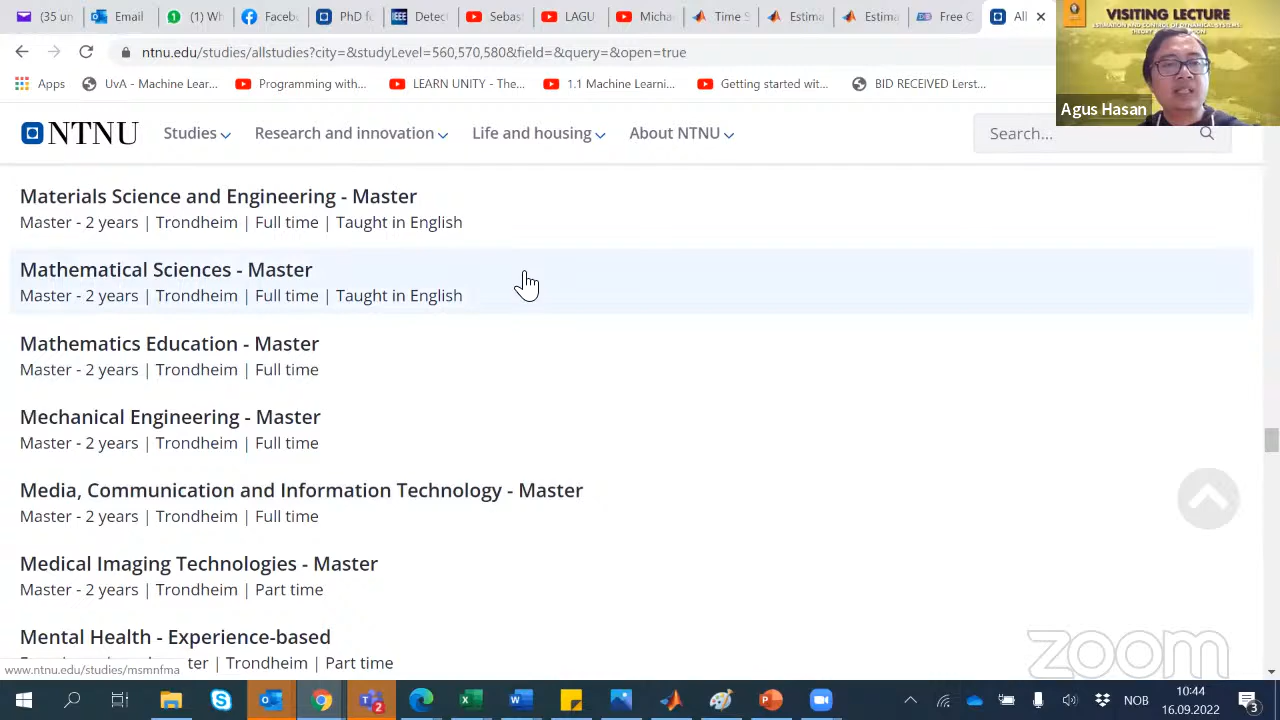 (35 un
Email
(1) Wh
Faceb
PhD (
Detec
Sebas
LAGU
Micha
Time S
Estima
Estima
Free C
All
ntnu.edu/studies/allstudies?city=&studyLevel=560,570,580&field=&query=&open=true
VISITING LECTURE
Apps
UvA - Machine Lear...
Programming with...
LEARN UNITY - The...
1.1 Machine Learni...
Getting started wit...
BID RECEIVED Lerst...
Agus Hasan
NTNU
Studies
Research and innovation
Life and housing
About NTNU
Search...
Materials Science and Engineering - Master
Master - 2 years | Trondheim | Full time | Taught in English
Mathematical Sciences - Master
Master - 2 years | Trondheim | Full time | Taught in English
Mathematics Education - Master
Master - 2 years | Trondheim | Full time
Mechanical Engineering - Master
Master - 2 years | Trondheim | Full time
Media, Communication and Information Technology - Master
Master - 2 years | Trondheim | Full time
Medical Imaging Technologies - Master
Master - 2 years | Trondheim | Part time
Mental Health - Experience-based
ter | Trondheim | Part time
www.ntnu.edu/studies/msmnfma
zoom
2
NOB
10:44
16.09.2022
3